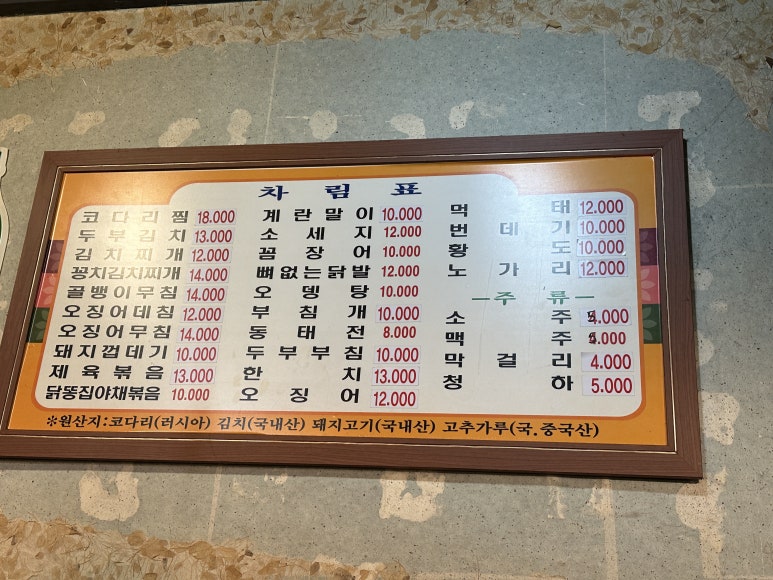 차림표
코다리찜 18.000
두부김치 13.000
김치찌개 12.000
꽁치김치찌개 14.000
골뱅이무침 14.000
오징어데침 12.000
오징어무침 14.000
돼지껍데기 10.000
제육볶음 13.000
닭똥집야채볶음 10.000
계란말이 10.000
소세지 12.000
꼼장어 10.000
뼈없는닭발 12.000
오뎅탕 10.000
부침개 10.000
동태전 8.000
두부부침 10.000
한치 13.000
오징어 12.000
먹태 12.000
번데기 10.000
황도 10.000
노가리 12.000
-주류-
소주 .000
맥주 .000
막걸리 4.000
청하 5.000
※원산지:코다리(러시아) 김치(국내산) 돼지고기(국내산) 고추가루(국.중국산)